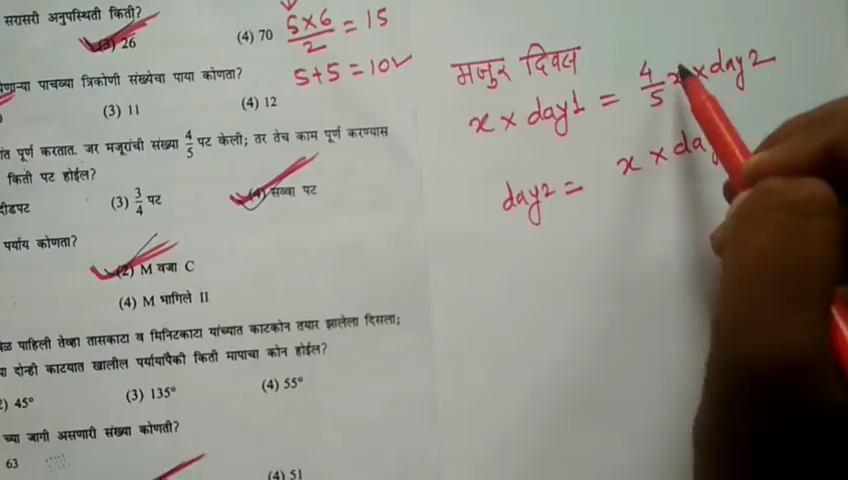 सरासरी अनुपस्थिती किती?
(3) 26
(4) 70
5×6
2
= 15
5+5 = 10
पाचव्या त्रिकोणी संख्येचा पाया कोणता?
(3) 11
(4) 12
पूर्ण करतात. जर मजूरांची संख्या 4/5 पट केली; तर तेच काम पूर्ण करण्यास
किती पट होईल?
दीडपट
(3) 3/4 पट
(4) सव्वा पट
पर्याय कोणता?
(2) M वजा C
(4) M भागिले II
पाहिली तेव्हा तासकाटा व मिनिटकाटा यांच्यात काटकोन तयार झालेला दिसला;
या दोन्ही काटयात खालील पर्यायांपैकी किती मापाचा कोन होईल?
45°
(3) 135°
(4) 55°
च्या जागी असणारी संख्या कोणती?
63
(4) 51
मजुर दिवस
x × day1 = 4/5 x × day2
day2 = x × day